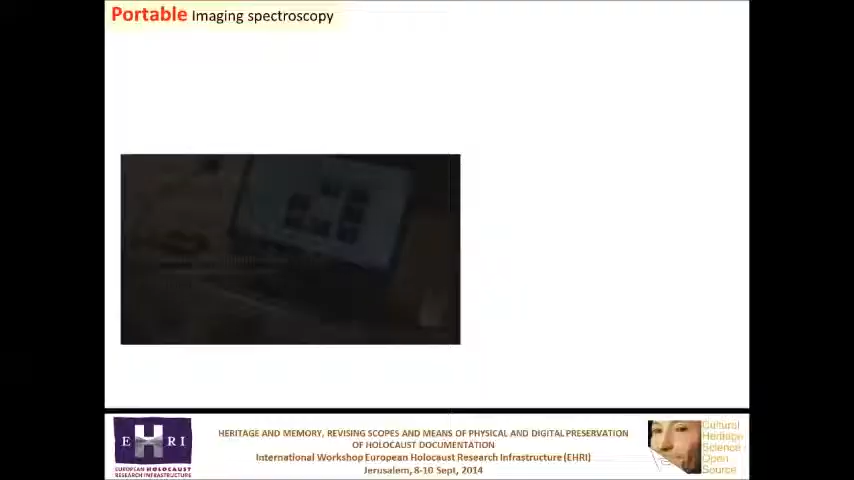 Portable Imaging spectroscopy
E H RI
EUROPEAN HOLOCAUST
RESEARCH INFRASTRUCTURE
HERITAGE AND MEMORY, REVISING SCOPES AND MEANS OF PHYSICAL AND DIGITAL PRESERVATION
OF HOLOCAUST DOCUMENTATION
International Workshop European Holocaust Research Infrastructure (EHRI)
Jerusalem, 8-10 Sept, 2014
Cultural
Heritage
Science
Open
Source